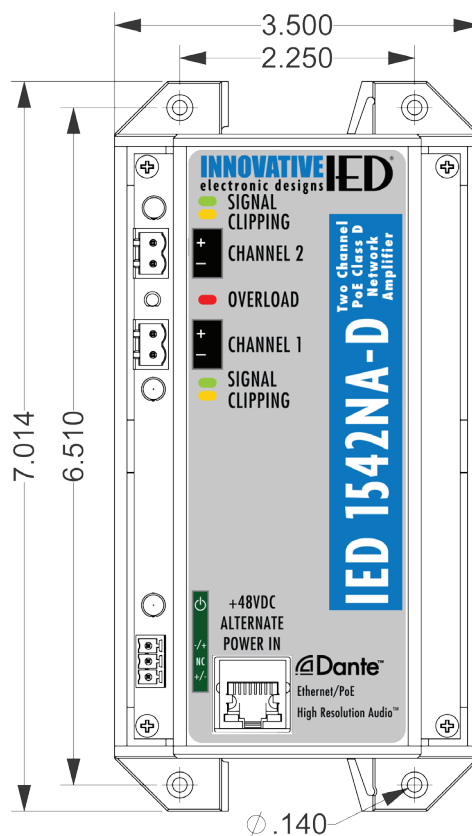 3.500
2.250
7.014
6.510
INNOVATIVE IED®
electronic designs
SIGNAL
CLIPPING
+
–
CHANNEL 2
OVERLOAD
+
–
CHANNEL 1
SIGNAL
CLIPPING
Two Channel
PoE Class D
Network
Amplifier
IED 1542NA-D
+48VDC
ALTERNATE
POWER IN
-/+
NC
+/-
Dante™
Ethernet/PoE
High Resolution Audio™
∅ .140